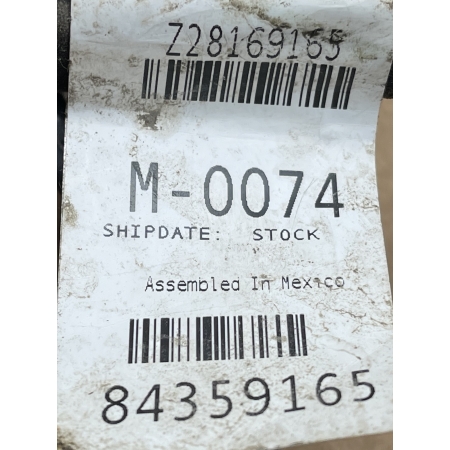 Z28169165
M-0074
SHIPDATE: STOCK
Assembled In Mexico
84359165